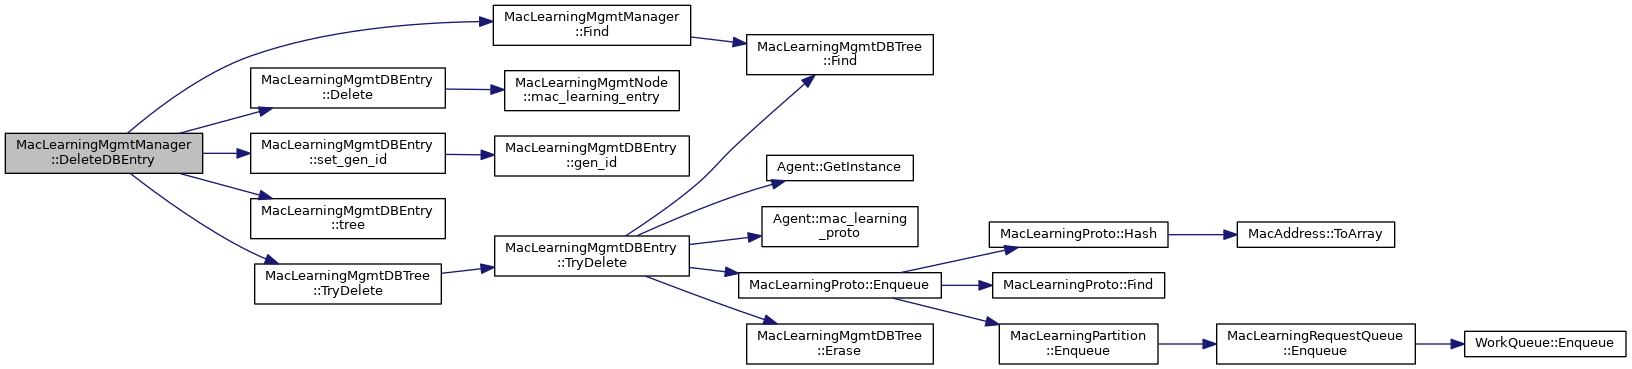 MacLearningMgmtManager
::DeleteDBEntry
MacLearningMgmtManager
::Find
MacLearningMgmtDBTree
::Find
MacLearningMgmtDBEntry
::Delete
MacLearningMgmtNode
::mac_learning_entry
MacLearningMgmtDBEntry
::set_gen_id
MacLearningMgmtDBEntry
::gen_id
MacLearningMgmtDBEntry
::tree
MacLearningMgmtDBTree
::TryDelete
MacLearningMgmtDBEntry
::TryDelete
Agent::GetInstance
Agent::mac_learning
_proto
MacLearningProto::Enqueue
MacLearningMgmtDBTree
::Erase
MacLearningProto::Hash
MacAddress::ToArray
MacLearningProto::Find
MacLearningPartition
::Enqueue
MacLearningRequestQueue
::Enqueue
WorkQueue::Enqueue